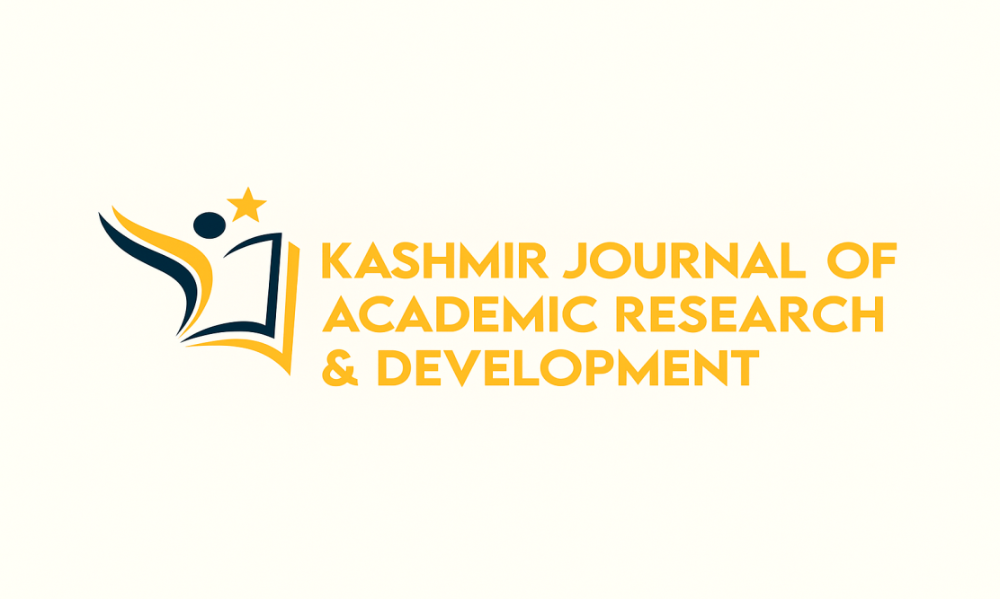 KASHMIR JOURNAL OF
ACADEMIC RESEARCH
& DEVELOPMENT